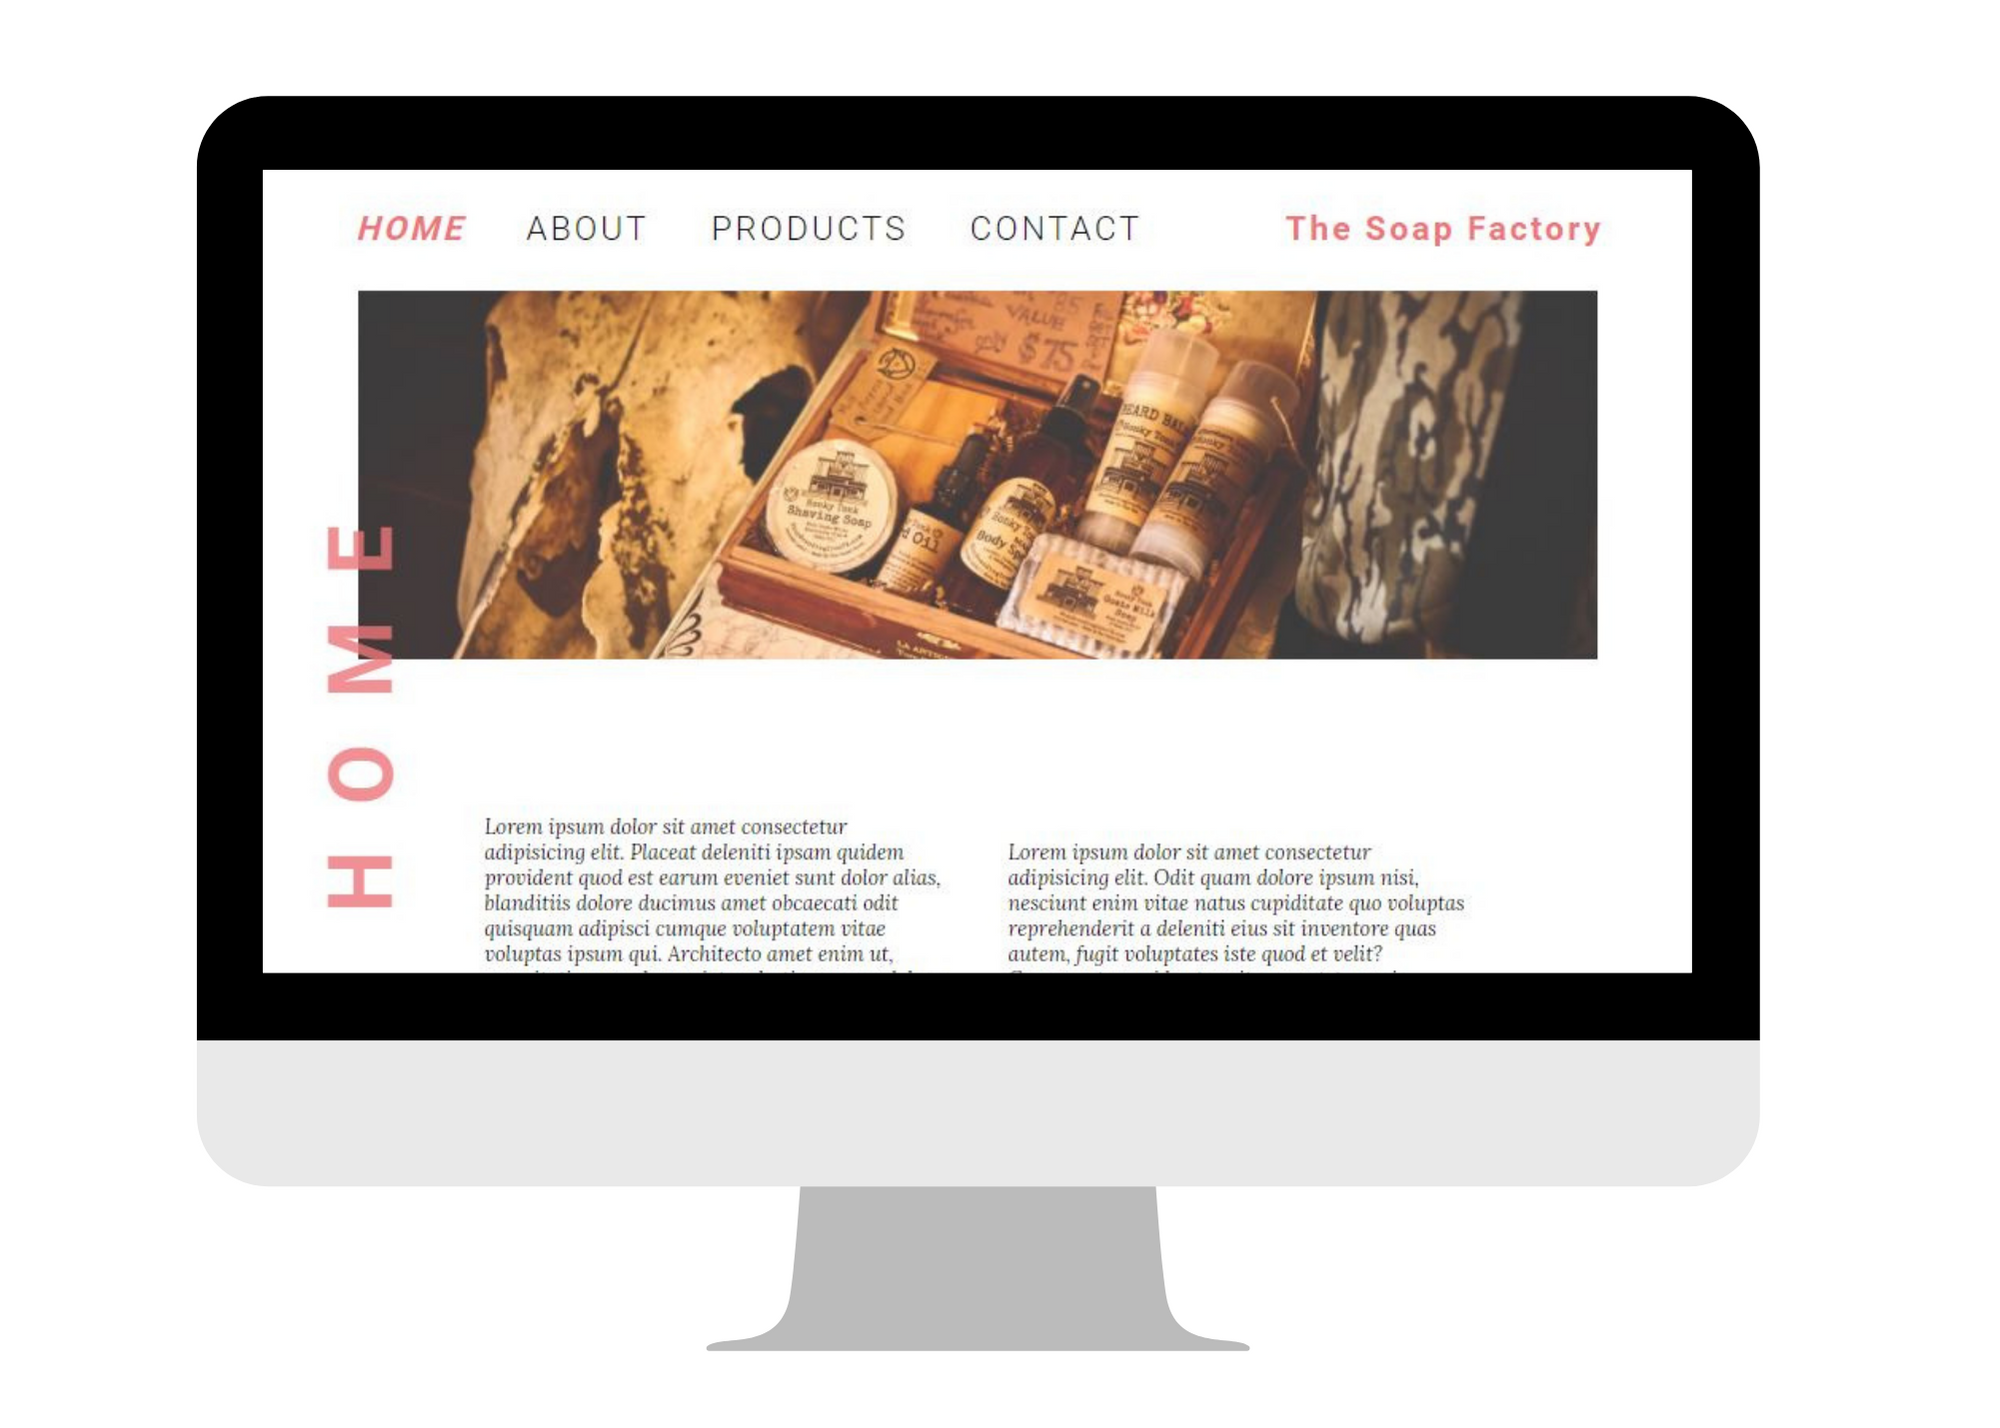 HOME ABOUT PRODUCTS CONTACT The Soap Factory
VALUE
$75
BEARD
Honky Tonk
Honky
Honky Tonk
Shaving Soap
Oil
Honky
Body
Honky Tonk
Goats Milk
Soap
LA
HOME
Lorem ipsum dolor sit amet consectetur
adipisicing elit. Placeat deleniti ipsam quidem
provident quod est earum eveniet sunt dolor alias,
blanditiis dolore ducimus amet obcaecati odit
quisquam adipisci cumque voluptatem vitae
voluptas ipsum qui. Architecto amet enim ut,
Lorem ipsum dolor sit amet consectetur
adipisicing elit. Odit quam dolore ipsum nisi,
nesciunt enim vitae natus cupiditate quo voluptas
reprehenderit a deleniti eius sit inventore quas
autem, fugit voluptates iste quod et velit?